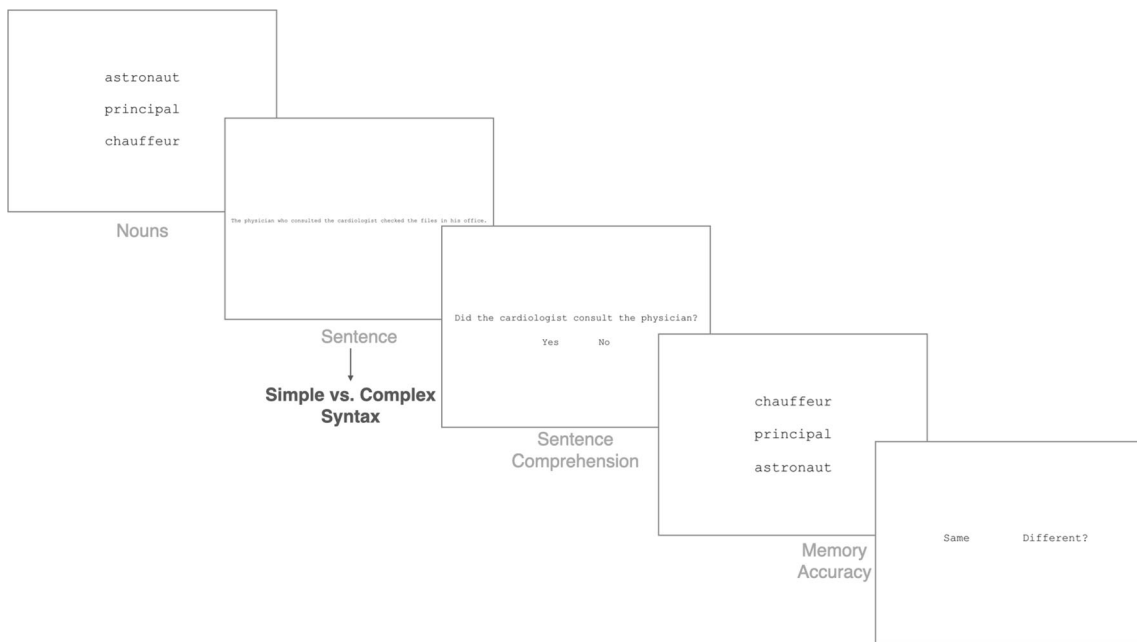 astronaut
principal
chauffeur
Nouns
The physician who consulted the cardiologist checked the files in his office.
Sentence
Simple vs. Complex
Syntax
Did the cardiologist consult the physician?
Yes No
Sentence
Comprehension
chauffeur
principal
astronaut
Memory
Accuracy
Same Different?